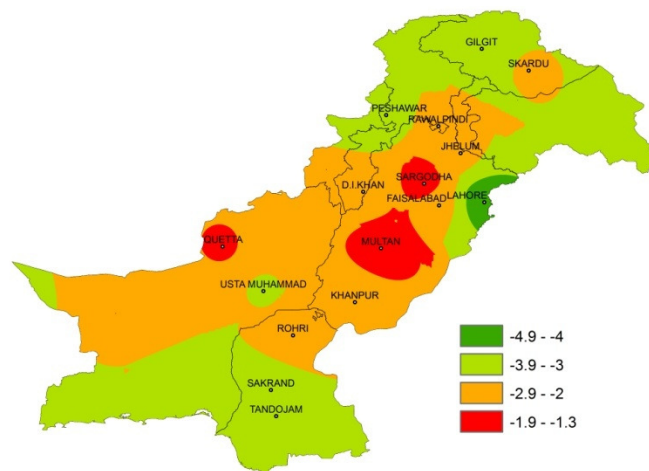 GILGIT
SKARDU
PESHAWAR
RAWALPINDI
JHELUM
SARGODHA
D.I.KHAN
FAISALABAD
LAHORE
QUETTA
MULTAN
USTA MUHAMMAD
KHANPUR
ROHRI
SAKRAND
TANDOJAM
-4.9 - -4
-3.9 - -3
-2.9 - -2
-1.9 - -1.3